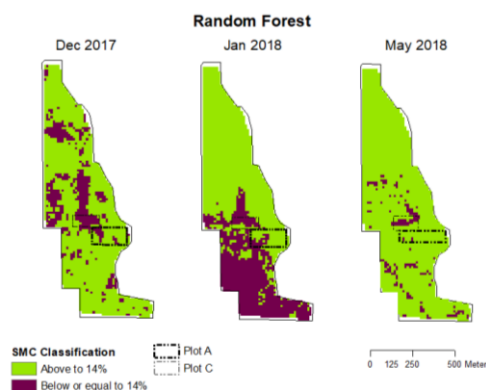 Random Forest
Dec 2017 Jan 2018 May 2018
SMC Classification
Above to 14%
Below or equal to 14%
Plot A
Plot C
0 125 250 500 Meter